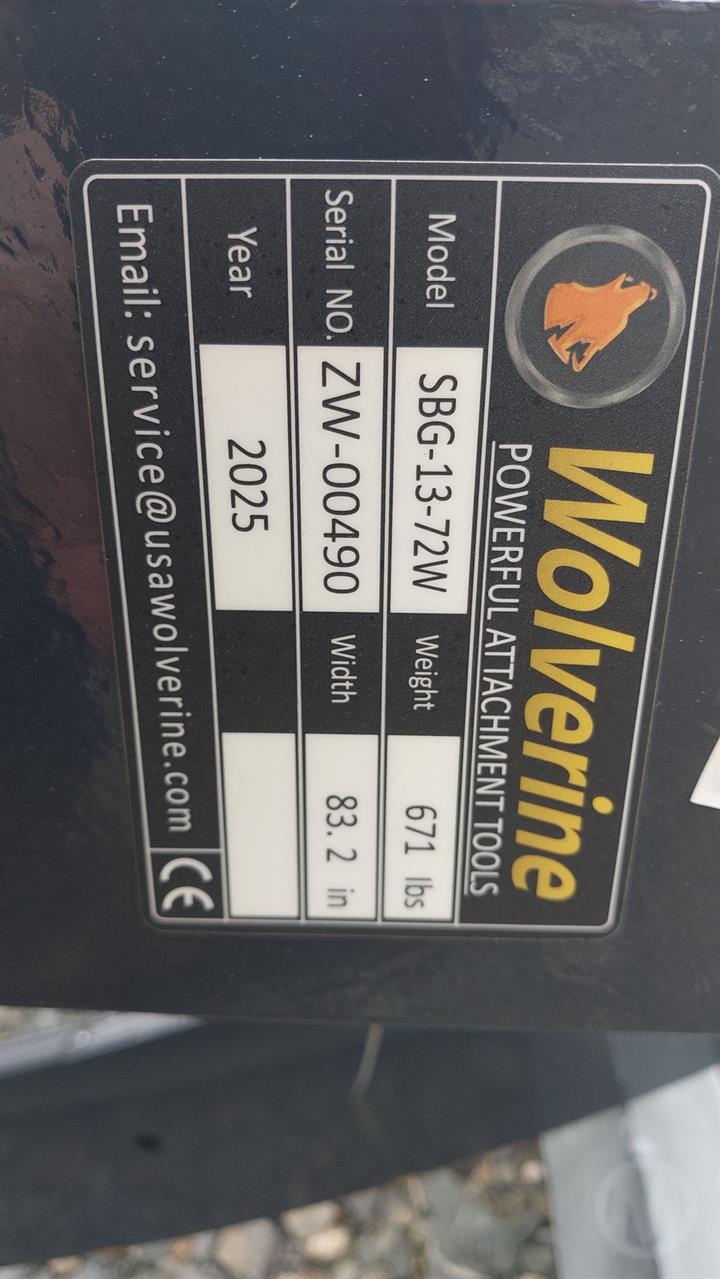 Wolverine
POWERFUL ATTACHMENT TOOLS
Model SBG-13-72W Weight 671 lbs
Serial NO. ZW-00490 Width 83.2 in
Year 2025
Email: service@usawolverine.com CE